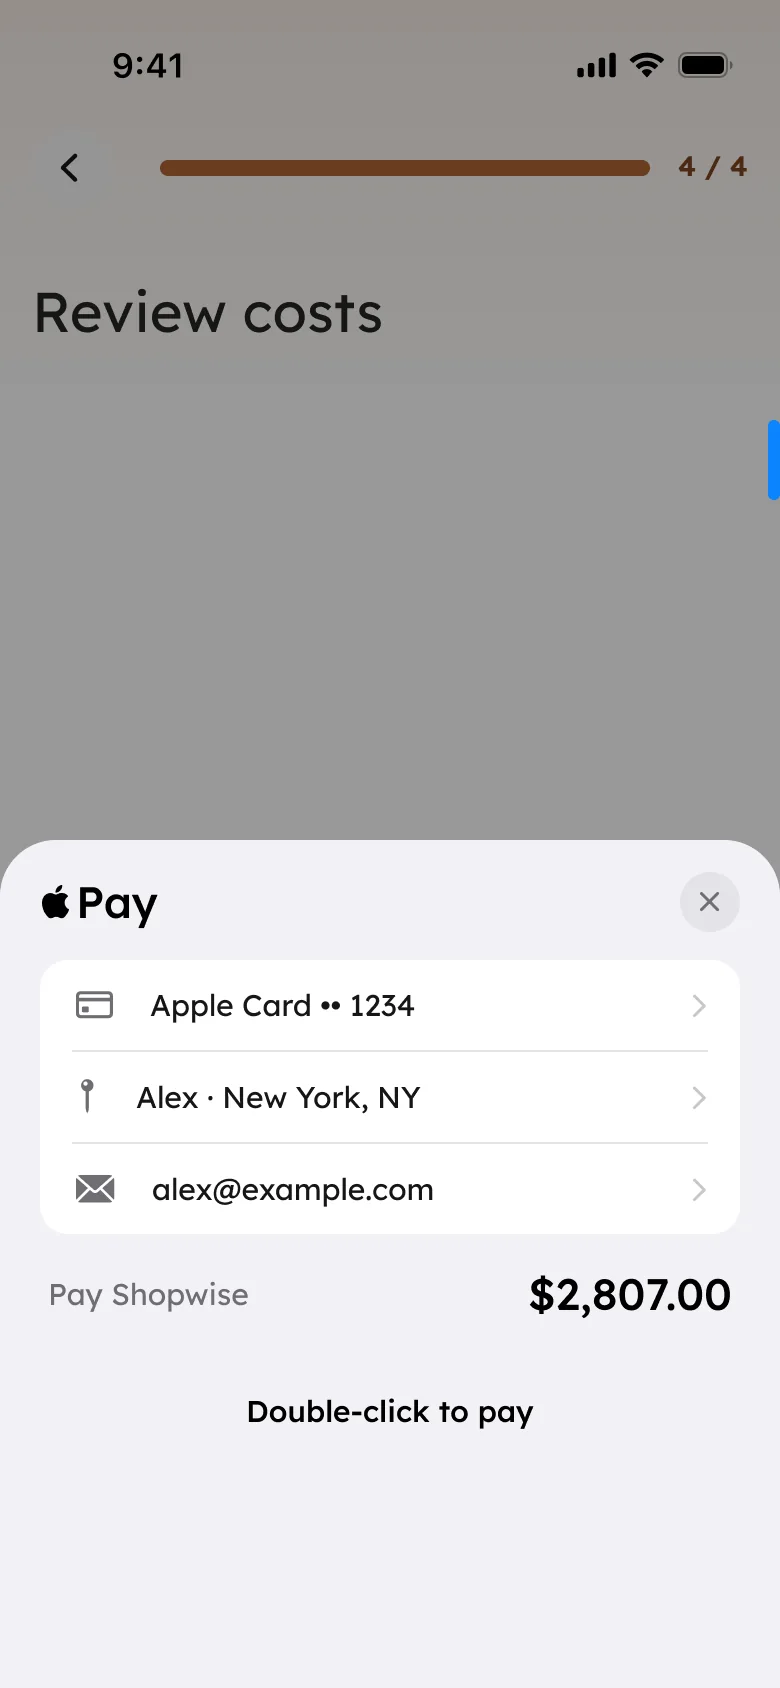 9:41
4 / 4
Review costs
Pay
Apple Card •• 1234
Alex · New York, NY
alex@example.com
Pay Shopwise $2,807.00
Double-click to pay